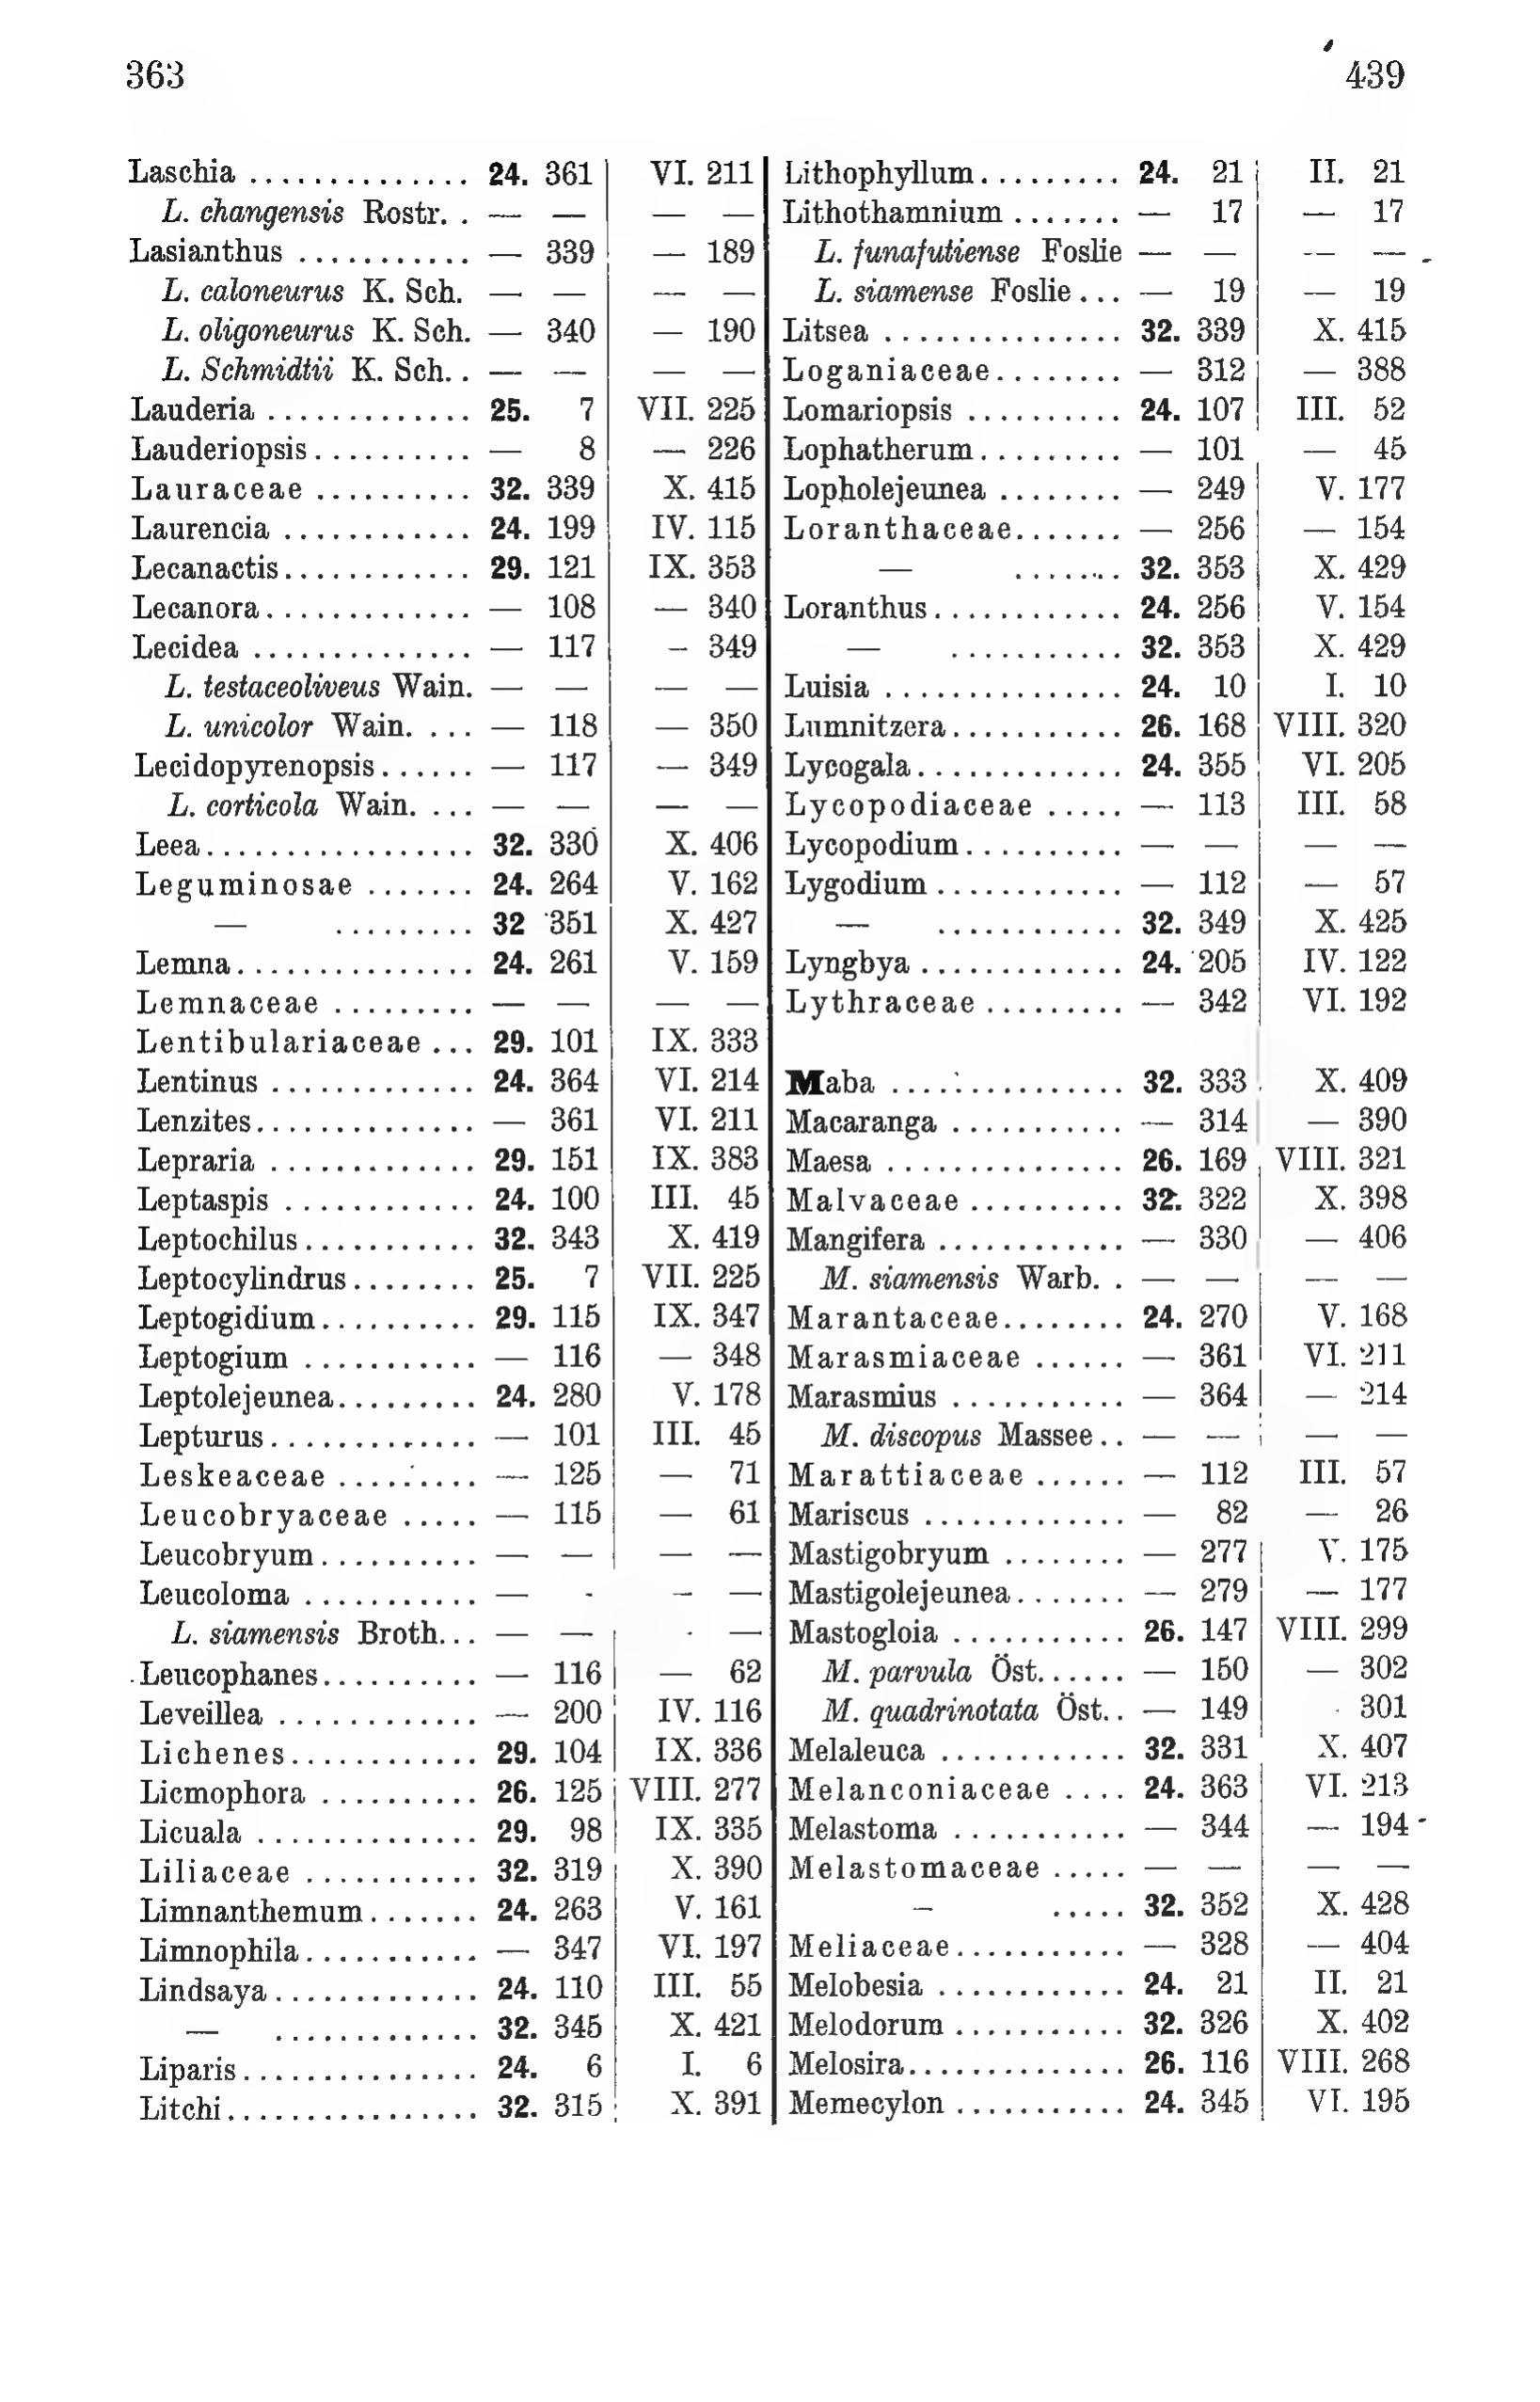 363 439
Laschia .............. 24. 361 VI. 211
L. changensis Rostr. . — — — —
Lasianthus ........... — 339 — 189
L. caloneurus K. Sch. — — — —
L. oligoneurus K. Sch. — 340 — 190
L. Schmidtii K. Sch. . — — — —
Lauderia ............. 25. 7 VII. 225
Lauderiopsis.......... — 8 — 226
Lauraceae .......... 32. 339 X. 415
Laurencia ............ 24. 199 IV. 115
Lecanactis............ 29. 121 IX. 353
Lecanora............. — 108 — 340
Lecidea .............. — 117 – 349
L. testaceoliveus Wain. — — — —
L. unicolor Wain. ... — 118 — 350
Lecidopyrenopsis...... — 117 — 349
L. corticola Wain. ... — — — —
Leea................. 32. 330 X. 406
Leguminosae ....... 24. 264 V. 162
— ......... 32 351 X. 427
Lemna............... 24. 261 V. 159
Lemnaceae ......... — — — —
Lentibulariaceae ... 29. 101 IX. 333
Lentinus ............. 24. 364 VI. 214
Lenzites.............. — 361 VI. 211
Lepraria ............. 29. 151 IX. 383
Leptaspis ............ 24. 100 III. 45
Leptochilus........... 32. 343 X. 419
Leptocylindrus........ 25. 7 VII. 225
Leptogidium.......... 29. 115 IX. 347
Leptogium ........... — 116 — 348
Leptolejeunea......... 24. 280 V. 178
Lepturus............. — 101 III. 45
Leskeaceae ......... — 125 — 71
Leucobryaceae ..... — 115 — 61
Leucobryum.......... — — — —
Leucoloma ........... — - – —
L. siamensis Broth... — — - —
Leucophanes.......... — 116 — 62
Leveillea ............. — 200 IV. 116
Lichenes............ 29. 104 IX. 336
Licmophora .......... 26. 125 VIII. 277
Licuala .............. 29. 98 IX. 335
Liliaceae ........... 32. 319 X. 390
Limnanthemum....... 24. 263 V. 161
Limnophila........... — 347 VI. 197
Lindsaya............. 24. 110 III. 55
— ............. 32. 345 X. 421
Liparis............... 24. 6 I. 6
Litchi................ 32. 315 X. 391
Lithophyllum......... 24. 21 II. 21
Lithothamnium ....... — 17 — 17
L. funafutiense Foslie — — — —
L. siamense Foslie... — 19 — 19
Litsea ............... 32. 339 X. 415
Loganiaceae........ — 312 — 388
Lomariopsis .......... 24. 107 III. 52
Lophatherum......... — 101 — 45
Lopholejeunea ........ — 249 V. 177
Loranthaceae....... — 256 — 154
— ....... 32. 353 X. 429
Loranthus............ 24. 256 V. 154
— ........... 32. 353 X. 429
Luisia ............... 24. 10 I. 10
Lumnitzera........... 26. 168 VIII. 320
Lycogala............. 24. 355 VI. 205
Lycopodiaceae ..... — 113 III. 58
Lycopodium.......... — — — —
Lygodium............ — 112 — 57
— ............ 32. 349 X. 425
Lyngbya ............. 24. 205 IV. 122
Lythraceae ......... — 342 VI. 192
Maba ............... 32. 333 X. 409
Macaranga ........... — 314 — 390
Maesa ............... 26. 169 VIII. 321
Malvaceae .......... 32. 322 X. 398
Mangifera ............ — 330 — 406
M. siamensis Warb. . — — — —
Marantaceae........ 24. 270 V. 168
Marasmiaceae ...... — 361 VI. 211
Marasmius ........... — 364 — 214
M. discopus Massee.. — — — —
Marattiaceae ...... — 112 III. 57
Mariscus ............. — 82 — 26
Mastigobryum ........ — 277 V. 175
Mastigolejeunea....... — 279 — 177
Mastogloia ........... 26. 147 VIII. 299
M. parvula Öst...... — 150 — 302
M. quadrinotata Öst.. — 149 - 301
Melaleuca ............ 32. 331 X. 407
Melanconiaceae .... 24. 363 VI. 213
Melastoma ........... — 344 — 194
Melastomaceae ..... — — — —
– ..... 32. 352 X. 428
Meliaceae........... — 328 — 404
Melobesia ............ 24. 21 II. 21
Melodorum ........... 32. 326 X. 402
Melosira.............. 26. 116 VIII. 268
Memecylon ........... 24. 345 VI. 195